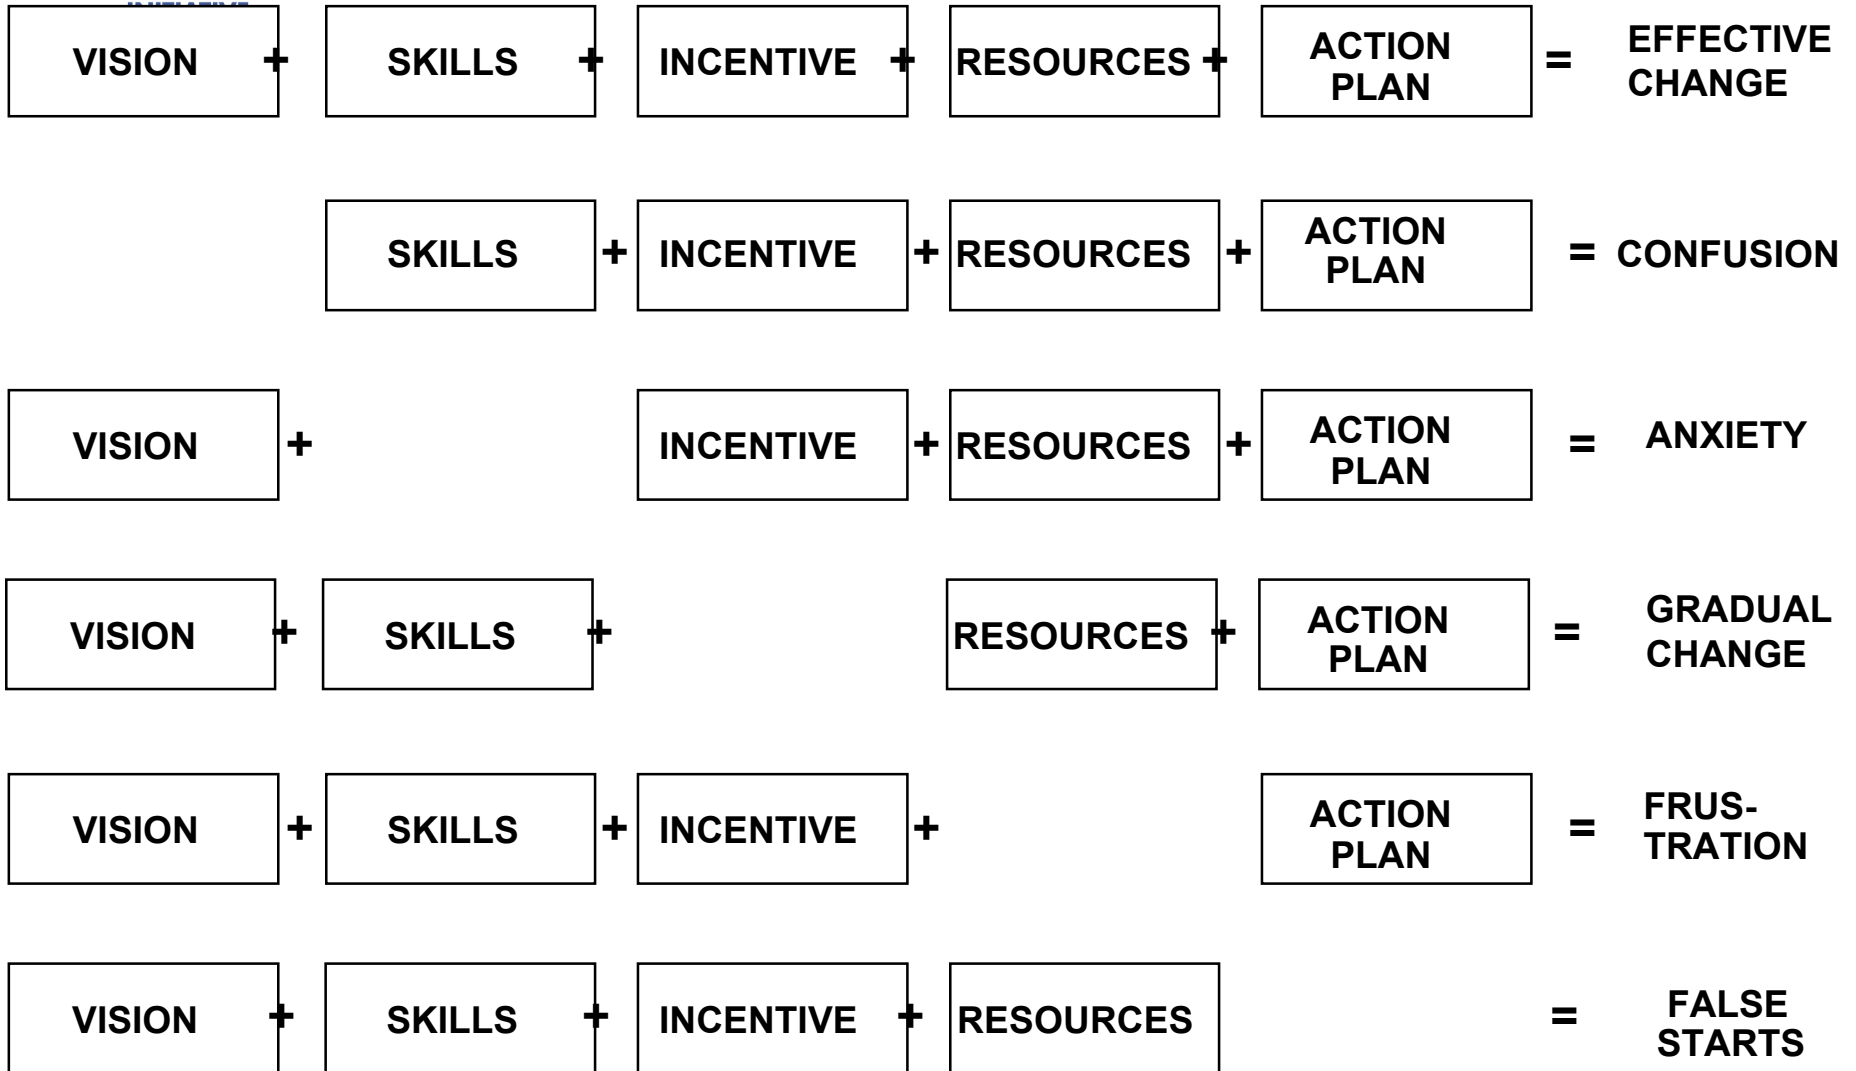 VISION + SKILLS + INCENTIVE + RESOURCES + ACTION PLAN = EFFECTIVE CHANGE
SKILLS + INCENTIVE + RESOURCES + ACTION PLAN = CONFUSION
VISION + INCENTIVE + RESOURCES + ACTION PLAN = ANXIETY
VISION + SKILLS + RESOURCES + ACTION PLAN = GRADUAL CHANGE
VISION + SKILLS + INCENTIVE + ACTION PLAN = FRUS-TRATION
VISION + SKILLS + INCENTIVE + RESOURCES = FALSE STARTS